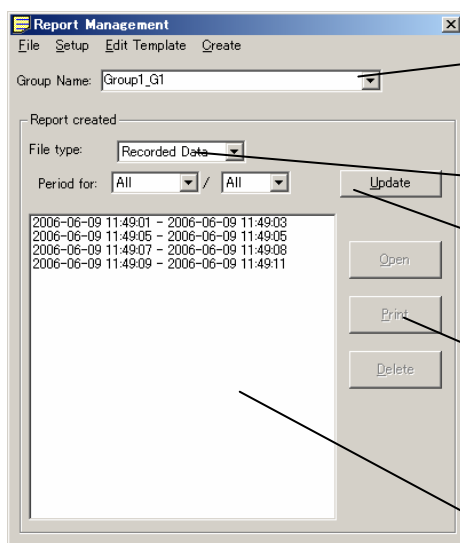 Report Management
File Setup Edit Template Create
Group Name: Group1_G1
Report created
File type: Recorded Data
Period for: All / All Update
2006-06-09 11:49:01 - 2006-06-09 11:49:03
2006-06-09 11:49:05 - 2006-06-09 11:49:05
2006-06-09 11:49:07 - 2006-06-09 11:49:08
2006-06-09 11:49:09 - 2006-06-09 11:49:11
Open
Print
Delete